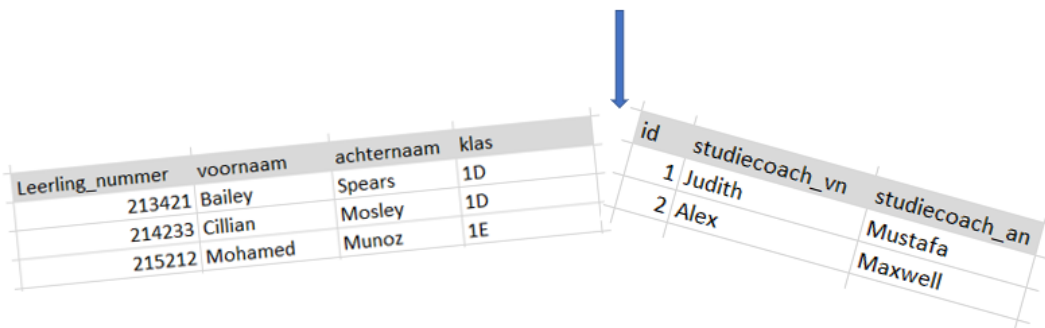 Leerling_nummer voornaam achternaam klas
213421 Bailey Spears 1D
214233 Cillian Mosley 1D
215212 Mohamed Munoz 1E
id studiecoach_vn studiecoach_an
1 Judith Mustafa
2 Alex Maxwell